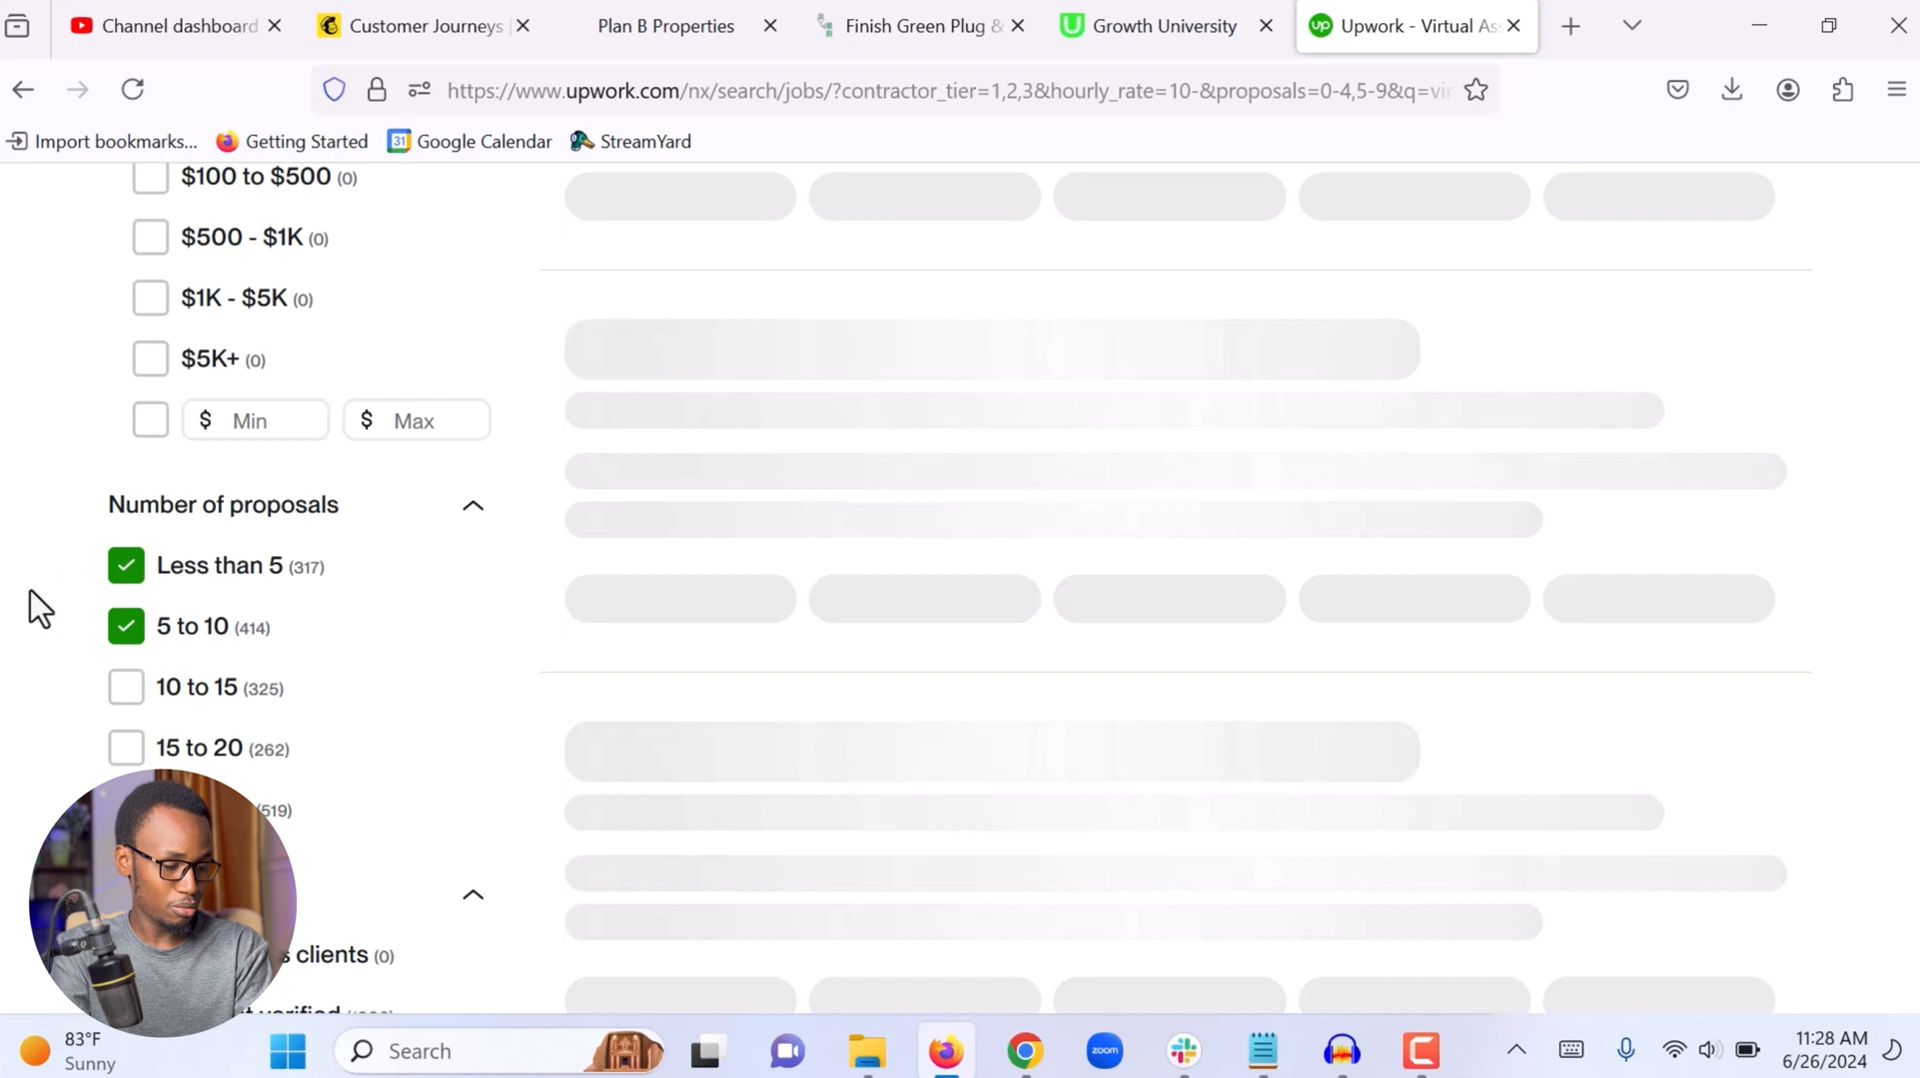 Channel dashboard
Customer Journeys
Plan B Properties
Finish Green Plug &
Growth University
up
Upwork - Virtual As
https://www.upwork.com/nx/search/jobs/?contractor_tier=1,2,3&hourly_rate=10-&proposals=0-4,5-9&q=vir
Import bookmarks...
Getting Started
31
Google Calendar
StreamYard
$100 to $500 (0)
$500 - $1K (0)
$1K - $5K (0)
$5K+ (0)
$ Min
$ Max
Number of proposals
Less than 5 (317)
5 to 10 (414)
10 to 15 (325)
15 to 20 (262)
(519)
s clients (0)
83°F
Sunny
Search
zoom
11:28 AM
6/26/2024